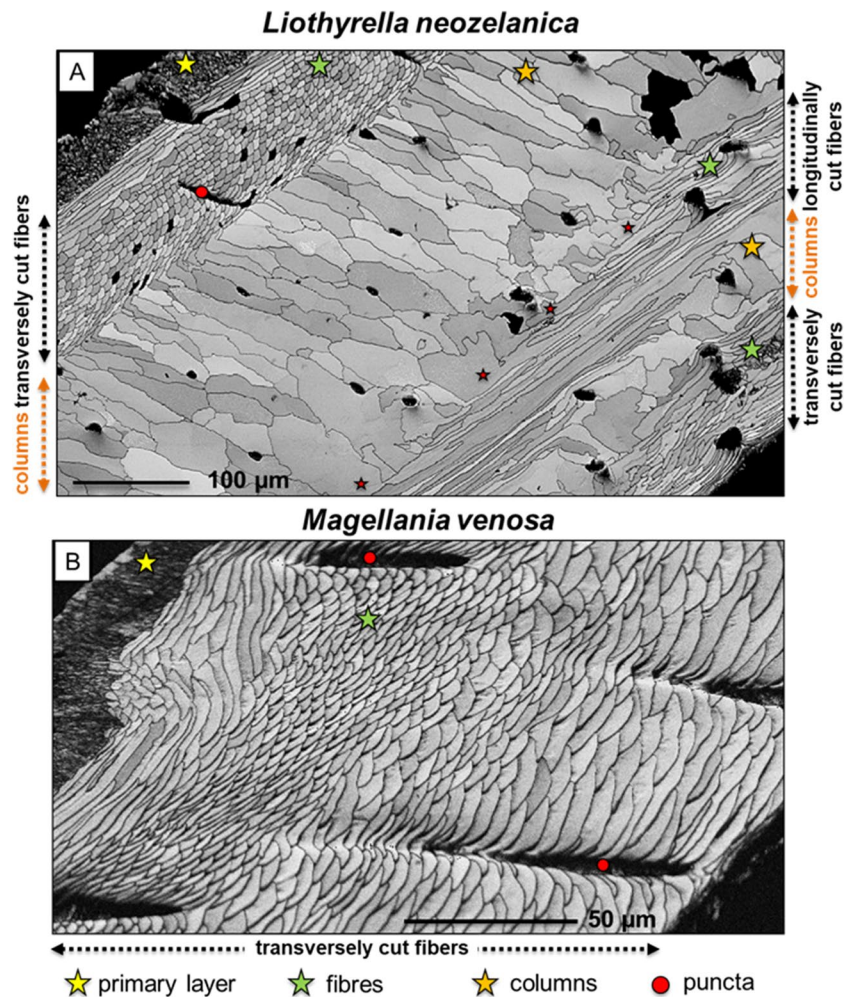 Liothyrella neozelanica
A
longitudinally
cut fibers
columns
transversely
cut fibers
transversely cut fibers
columns
100 µm
Magellania venosa
B
50 µm
transversely cut fibers
primary layer fibres columns puncta